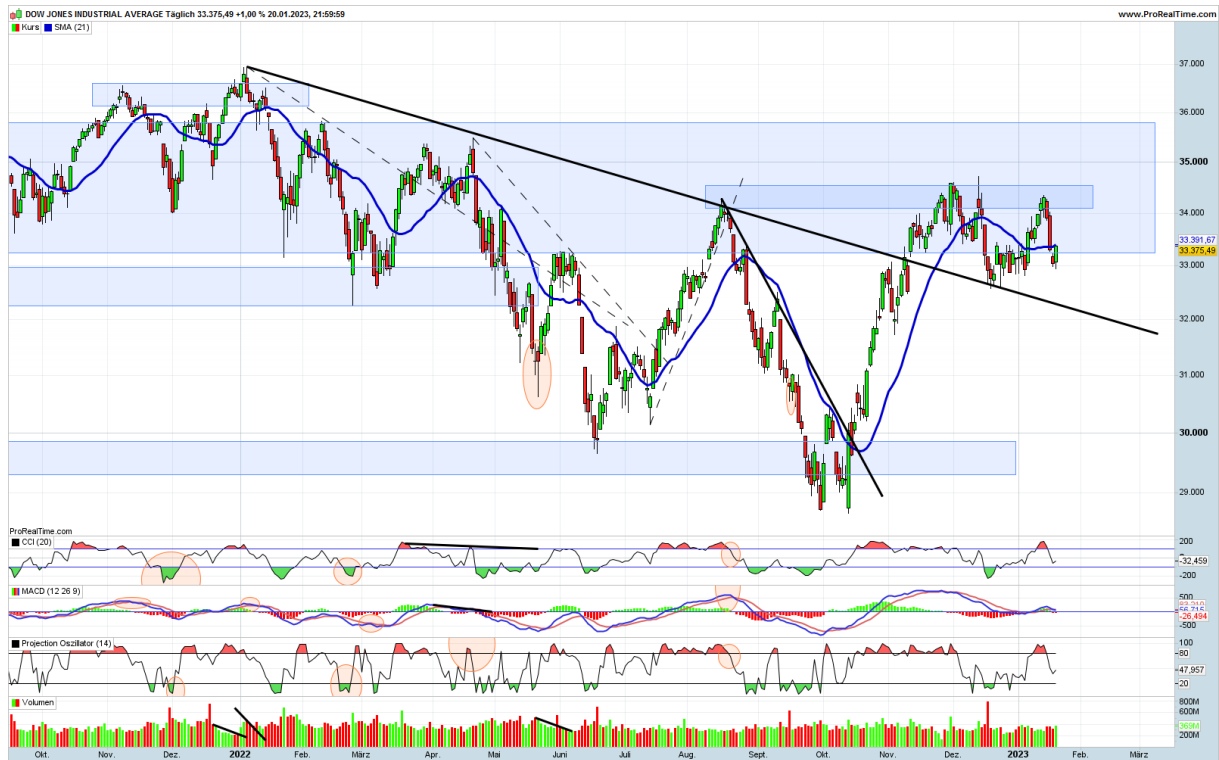 DOW JONES INDUSTRIAL AVERAGE Täglich 33.375,49 +1,00 % 20.01.2023, 21:59:59
www.ProRealTime.com
Kurs SMA (21)
37.000
36.000
35.000
34.000
33.391,67
33.375,49
33.000
32.000
31.000
30.000
29.000
ProRealTime.com
CCI (20)
200
-32,459
-200
MACD (12 26 9)
500
-26,494
-500
Projection Oszillator (14)
100
80
47,957
20
Volumen
800M
600M
369M
200M
Okt. Nov. Dez. 2022 Feb. März Apr. Mai Juni Juli Aug. Sept. Okt. Nov. Dez. 2023 Feb. März